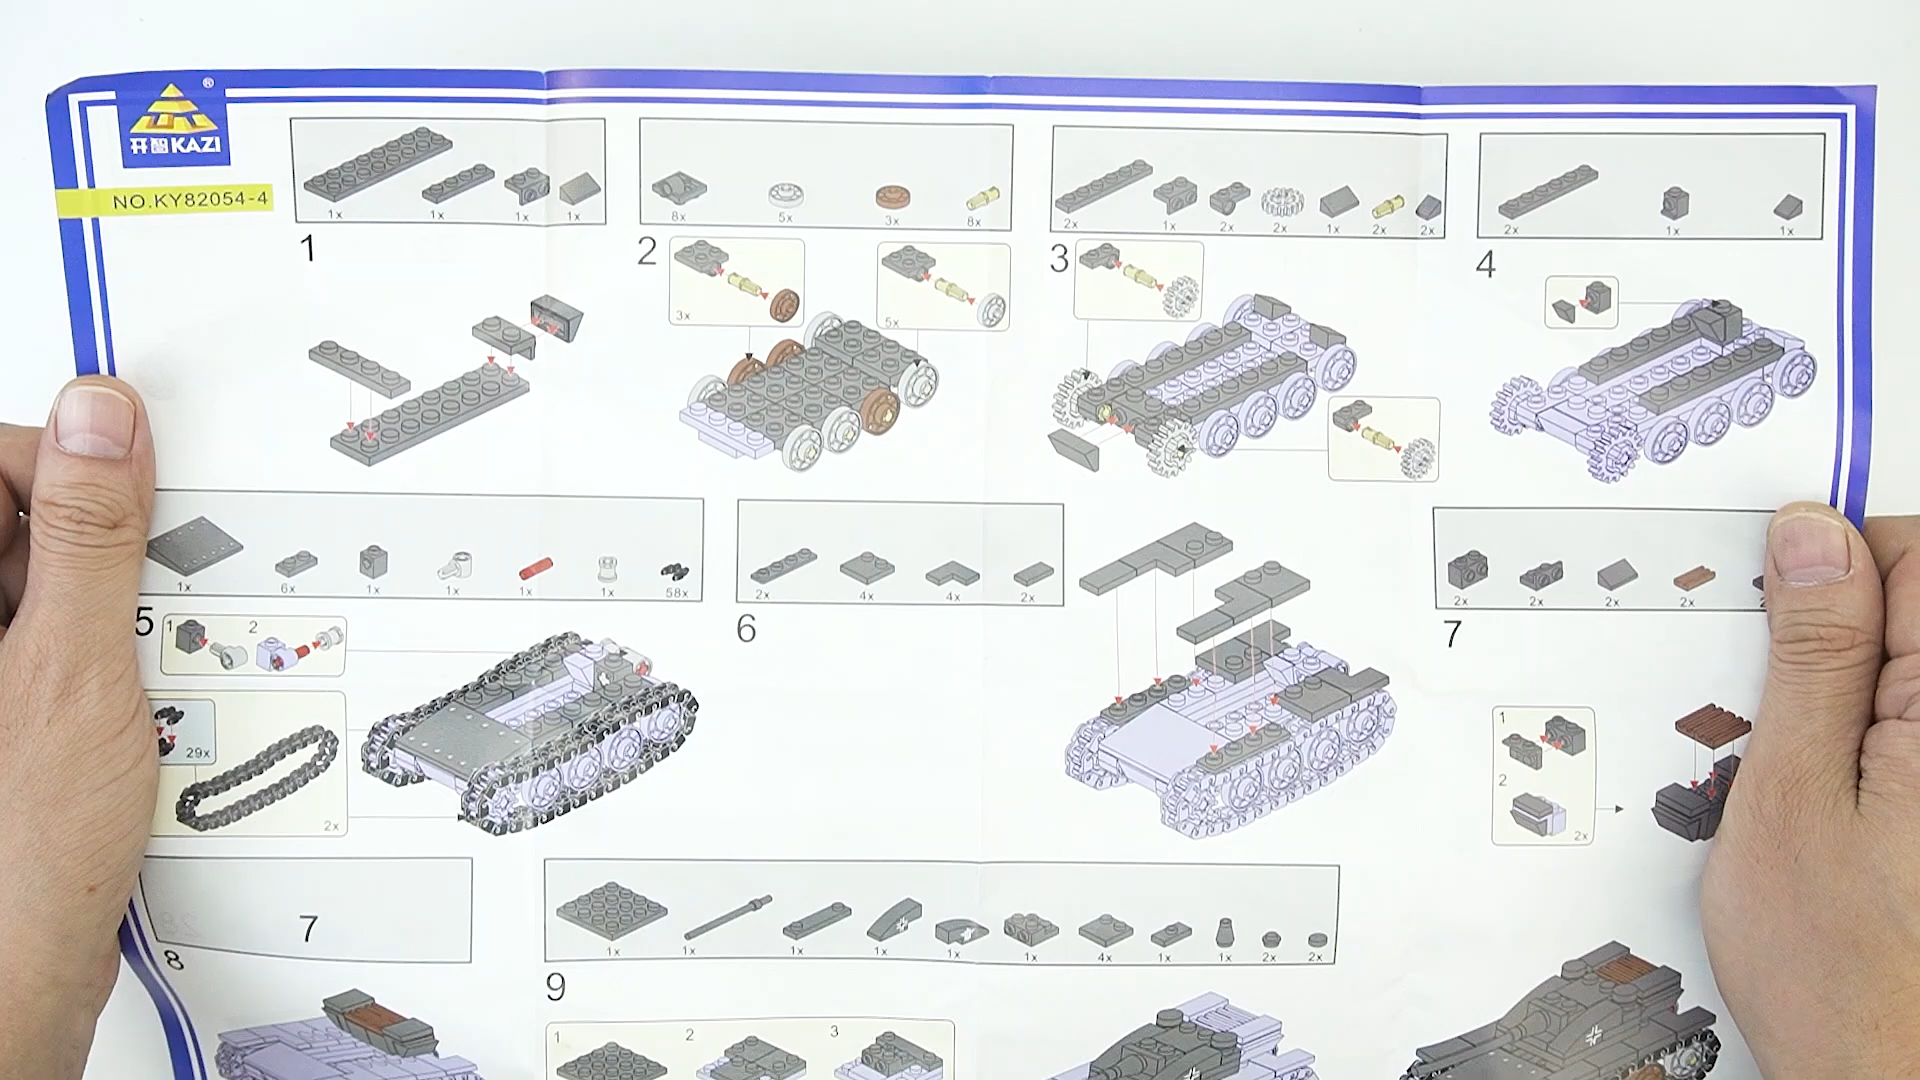 ®
开智KAZI
NO.KY82054-4
1x 1x 1x 1x
8x 5x 3x 8x
2x 1x 2x 2x 1x 2x 2x
2x 1x 1x
1
2
3x
5x
3
4
1x 6x 1x 1x 1x 1x 58x
2x 4x 4x 2x
2x 2x 2x 2x
5
1 2
29x
2x
6
7
1
2
2x
7
8
1x 1x 1x 1x 1x 1x 4x 1x 1x 2x 2x
9
1 2 3